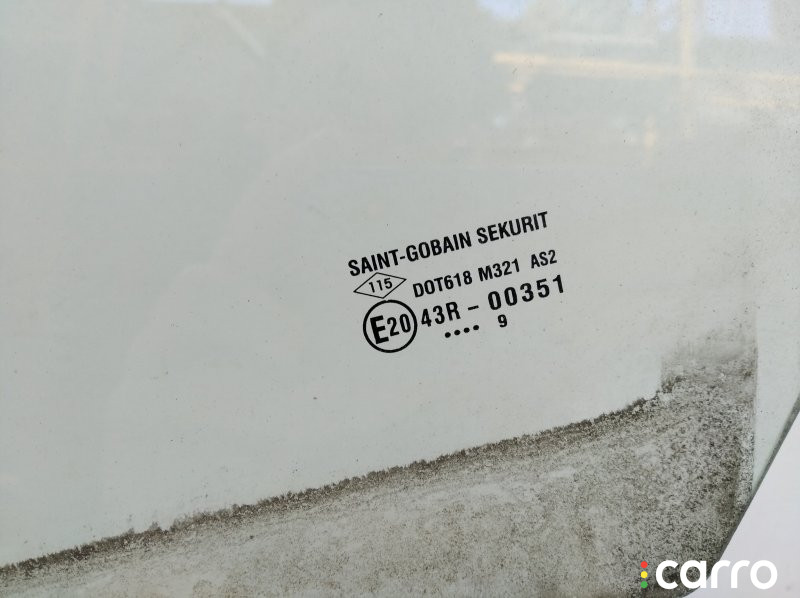 SAINT-GOBAIN SEKURIT
115 DOT618 M321 AS2
E20 43R - 00351
.... 9
carro